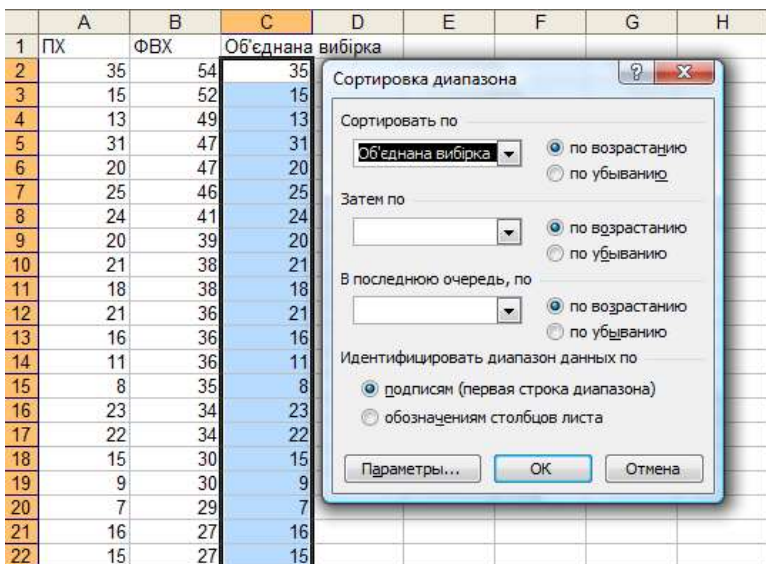 A B C D E F G H
1 ПХ ФВХ Об'єднана вибірка
2 35 54 35
3 15 52 15
4 13 49 13
5 31 47 31
6 20 47 20
7 25 46 25
8 24 41 24
9 20 39 20
10 21 38 21
11 18 38 18
12 21 36 21
13 16 36 16
14 11 36 11
15 8 35 8
16 23 34 23
17 22 34 22
18 15 30 15
19 9 30 9
20 7 29 7
21 16 27 16
22 15 27 15
Сортировка диапазона
Сортировать по
Об'єднана вибірка
по возрастанию
по убыванию
Затем по
по возрастанию
по убыванию
В последнюю очередь, по
по возрастанию
по убыванию
Идентифицировать диапазон данных по
подписям (первая строка диапазона)
обозначениям столбцов листа
Параметры... ОК Отмена